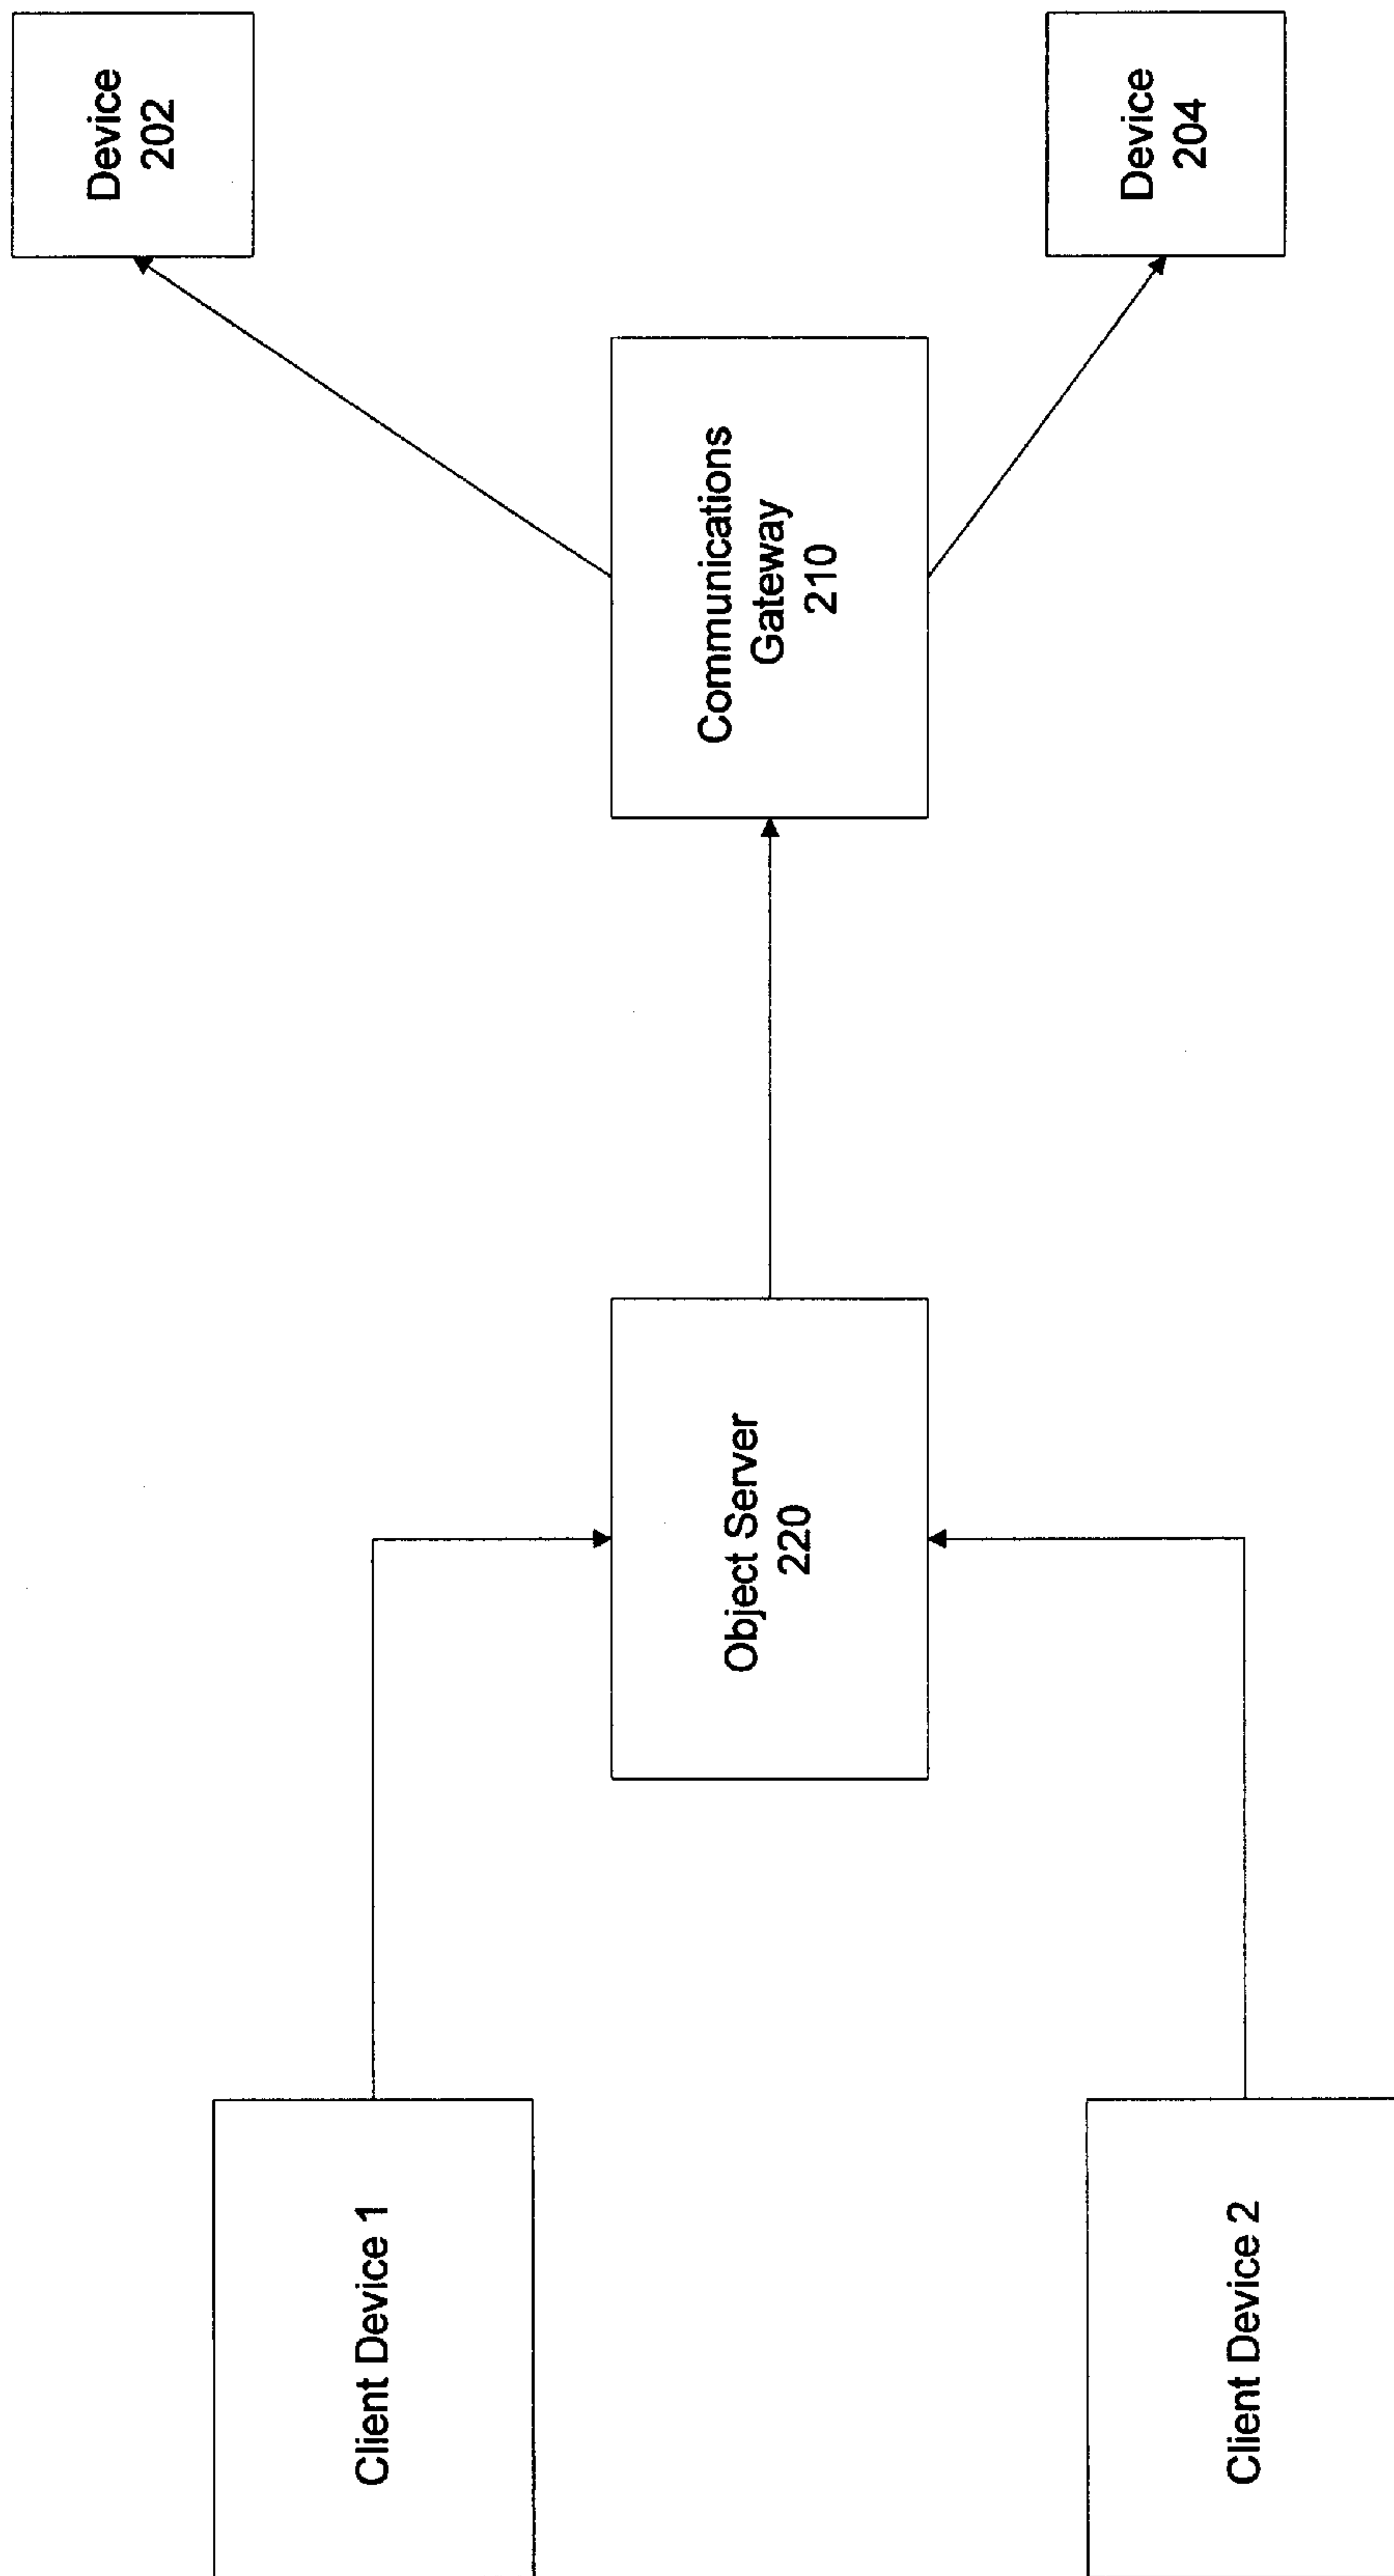 Client Device 1
Client Device 2
Object Server
220
Communications
Gateway
210
Device
202
Device
204